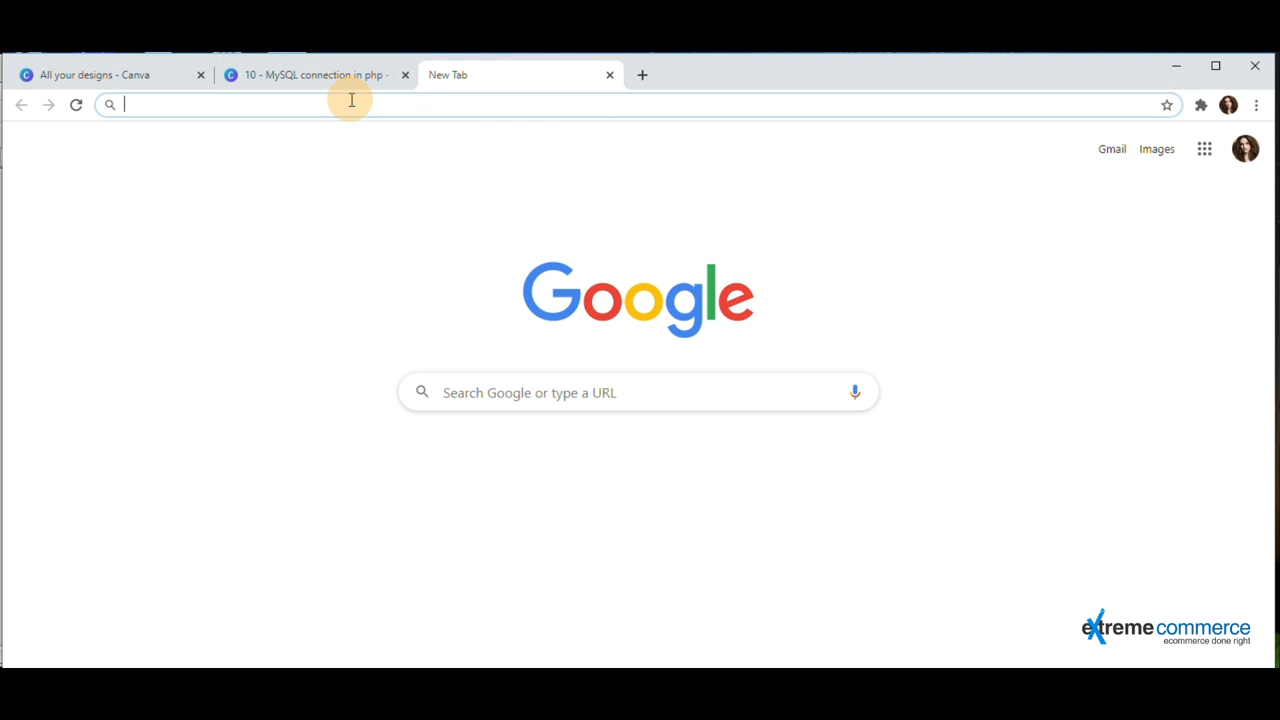 All your designs - Canva
10 - MySQL connection in php -
New Tab
Gmail Images
Google
Search Google or type a URL
extreme commerce
ecommerce done right